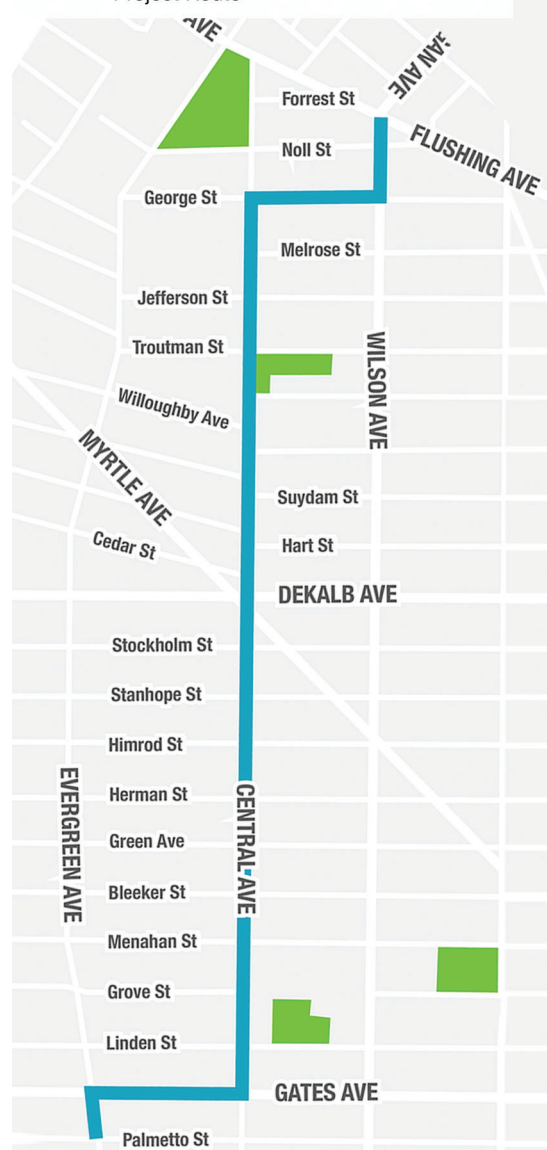 AVE
AVE
Forrest St
FLUSHING AVE
Noll St
George St
Melrose St
Jefferson St
Troutman St
WILSON AVE
Willoughby Ave
MYRTLE AVE
Suydam St
Cedar St
Hart St
DEKALB AVE
Stockholm St
Stanhope St
Himrod St
EVERGREEN AVE
Herman St
CENTRAL AVE
Green Ave
Bleeker St
Menahan St
Grove St
Linden St
GATES AVE
Palmetto St